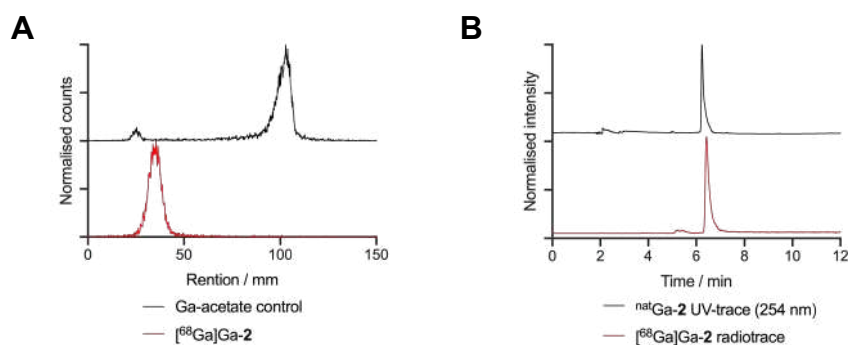 A
Normalised counts
0 50 100 150
Rention / mm
Ga-acetate control
[⁶⁸Ga]Ga-2
B
Normalised intensity
0 2 4 6 8 10 12
Time / min
ⁿᵃᵗGa-2 UV-trace (254 nm)
[⁶⁸Ga]Ga-2 radiotrace